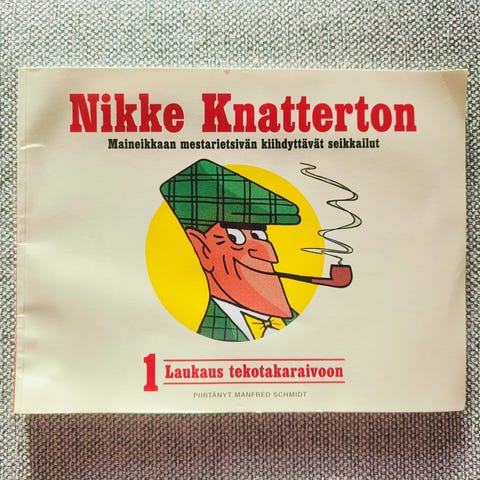 Nikke Knatterton
Maineikkaan mestarietsivän kiihdyttävät seikkailut
1 Laukaus tekotakaraivoon
PIIRTÄNYT MANFRED SCHMIDT